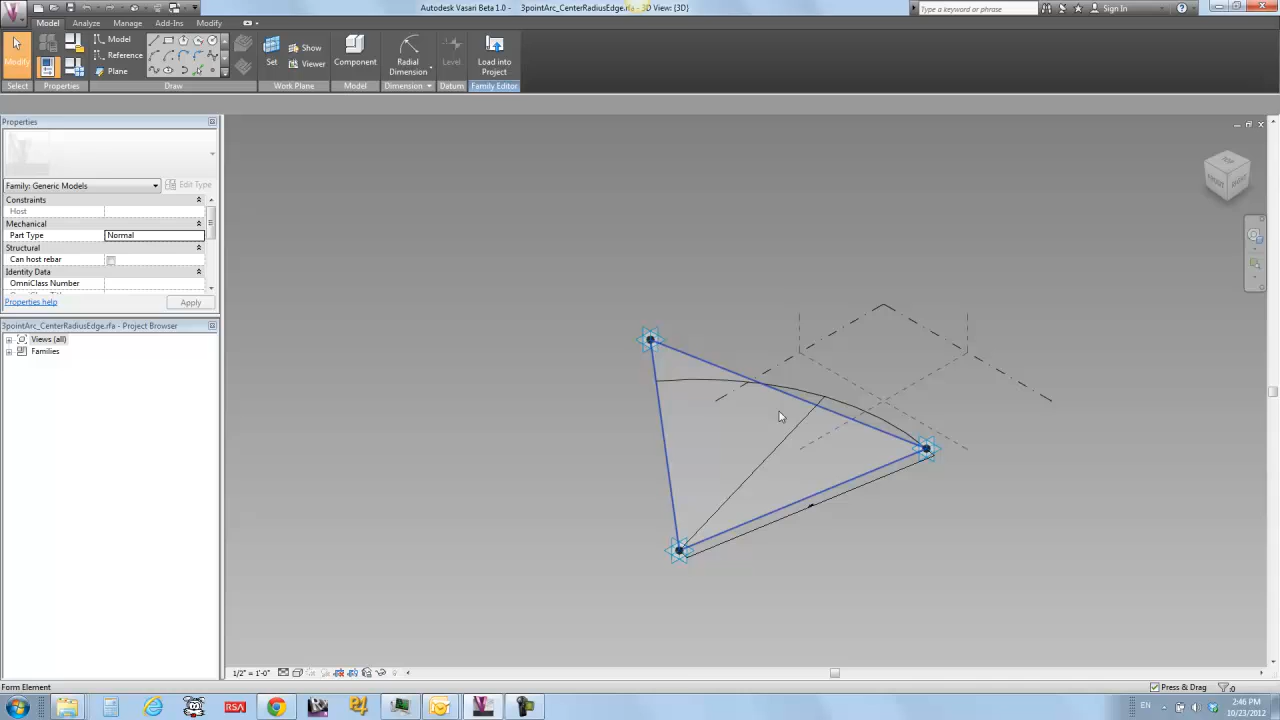 Autodesk Vasari Beta 1.0 - 3pointArc_CenterRadiusEdge.rfa - 3D View: {3D}
Type a keyword or phrase
Sign In
Model Analyze Manage Add-Ins Modify
Modify
Model
Reference
Plane
Set
Show
Viewer
Component
Radial
Dimension
Level
Load into
Project
Select Properties Draw Work Plane Model Dimension Datum Family Editor
Properties
Family: Generic Models
Edit Type
Constraints
Host
Mechanical
Part Type Normal
Structural
Can host rebar
Identity Data
OmniClass Number
Properties help
Apply
3pointArc_CenterRadiusEdge.rfa - Project Browser
Views (all)
Families
TOP
FRONT
RIGHT
1/2" = 1'-0"
Form Element
Press & Drag
:0
RSA
EN
2:46 PM
10/23/2012